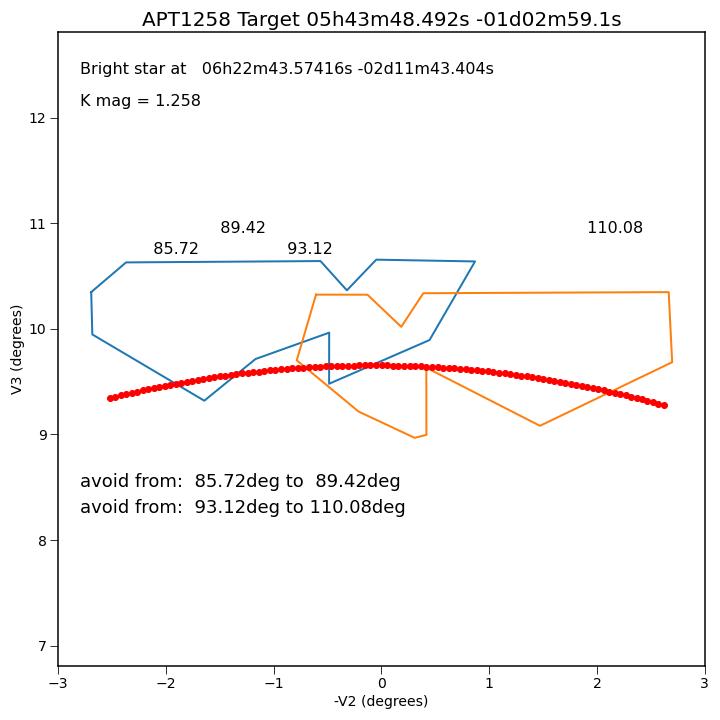 APT1258 Target 05h43m48.492s -01d02m59.1s
Bright star at 06h22m43.57416s -02d11m43.404s
K mag = 1.258
12
11
89.42 110.08
85.72 93.12
10
V3 (degrees)
9
avoid from: 85.72deg to 89.42deg
avoid from: 93.12deg to 110.08deg
8
7
−3 −2 −1 0 1 2 3
-V2 (degrees)